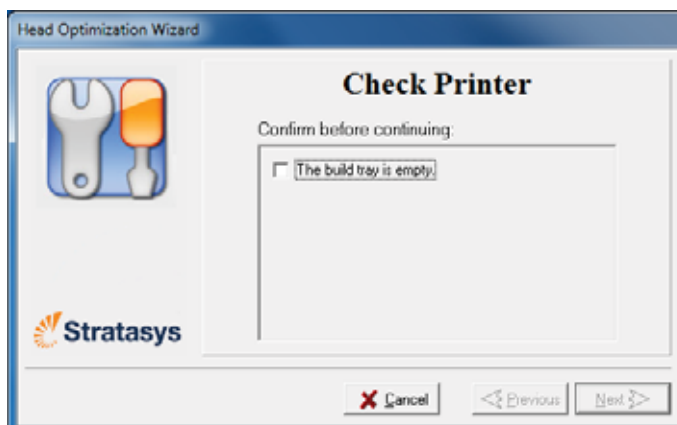 Head Optimization Wizard
Check Printer
Confirm before continuing:
The build tray is empty.
Stratasys
Cancel
Previous
Next